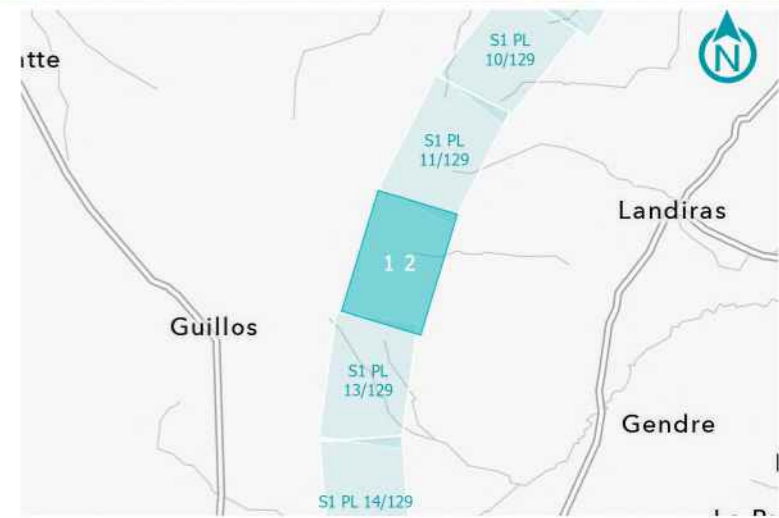 S1 PL
10/129
N
atte
S1 PL
11/129
Landiras
1 2
Guillos
S1 PL
13/129
Gendre
S1 PL 14/129